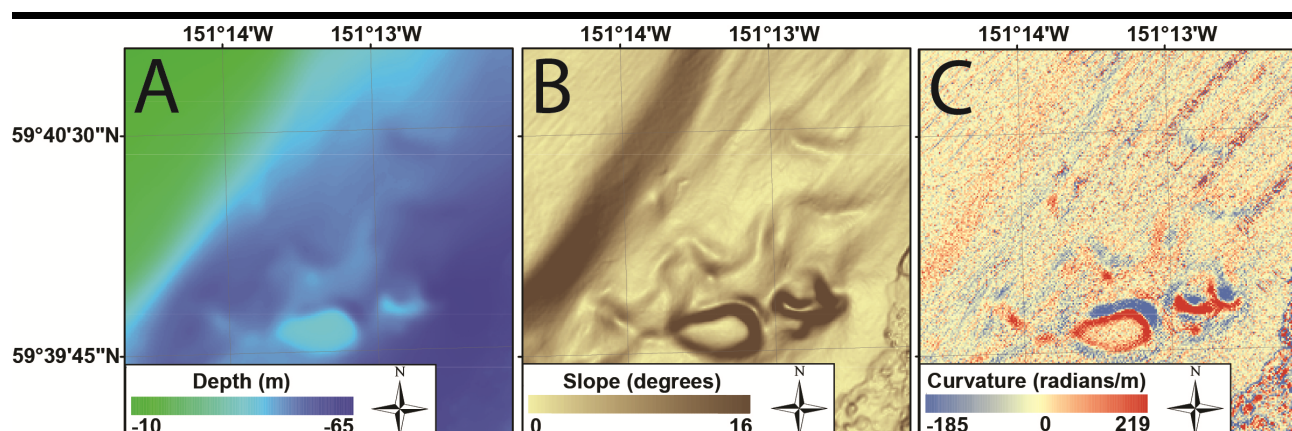 151°14'W 151°13'W 151°14'W 151°13'W 151°14'W 151°13'W
A B C
59°40'30"N
59°39'45"N
N N N
Depth (m) Slope (degrees) Curvature (radians/m)
-10 -65 0 16 -185 0 219